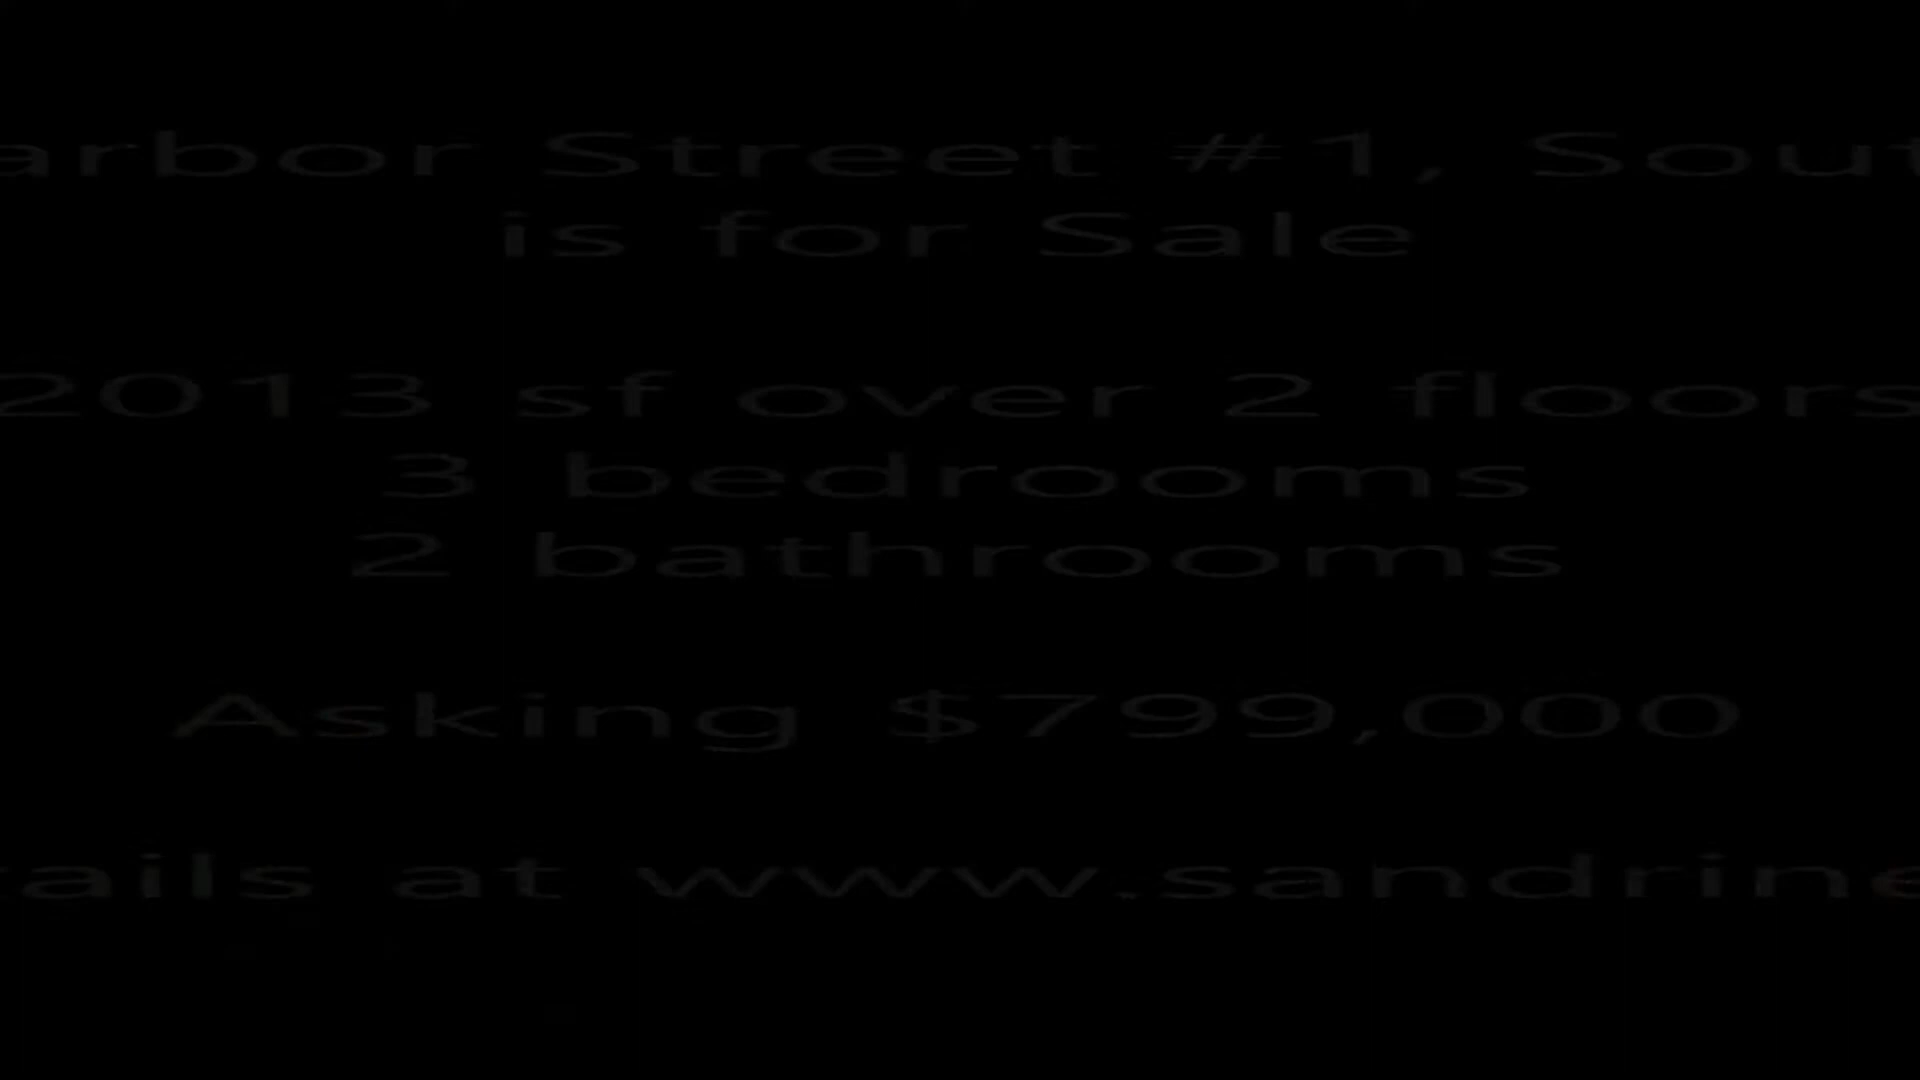 arbor Street #1, Sout
is for Sale
2013 sf over 2 floors
3 bedrooms
2 bathrooms
Asking $799,000
tails at www.sandrine